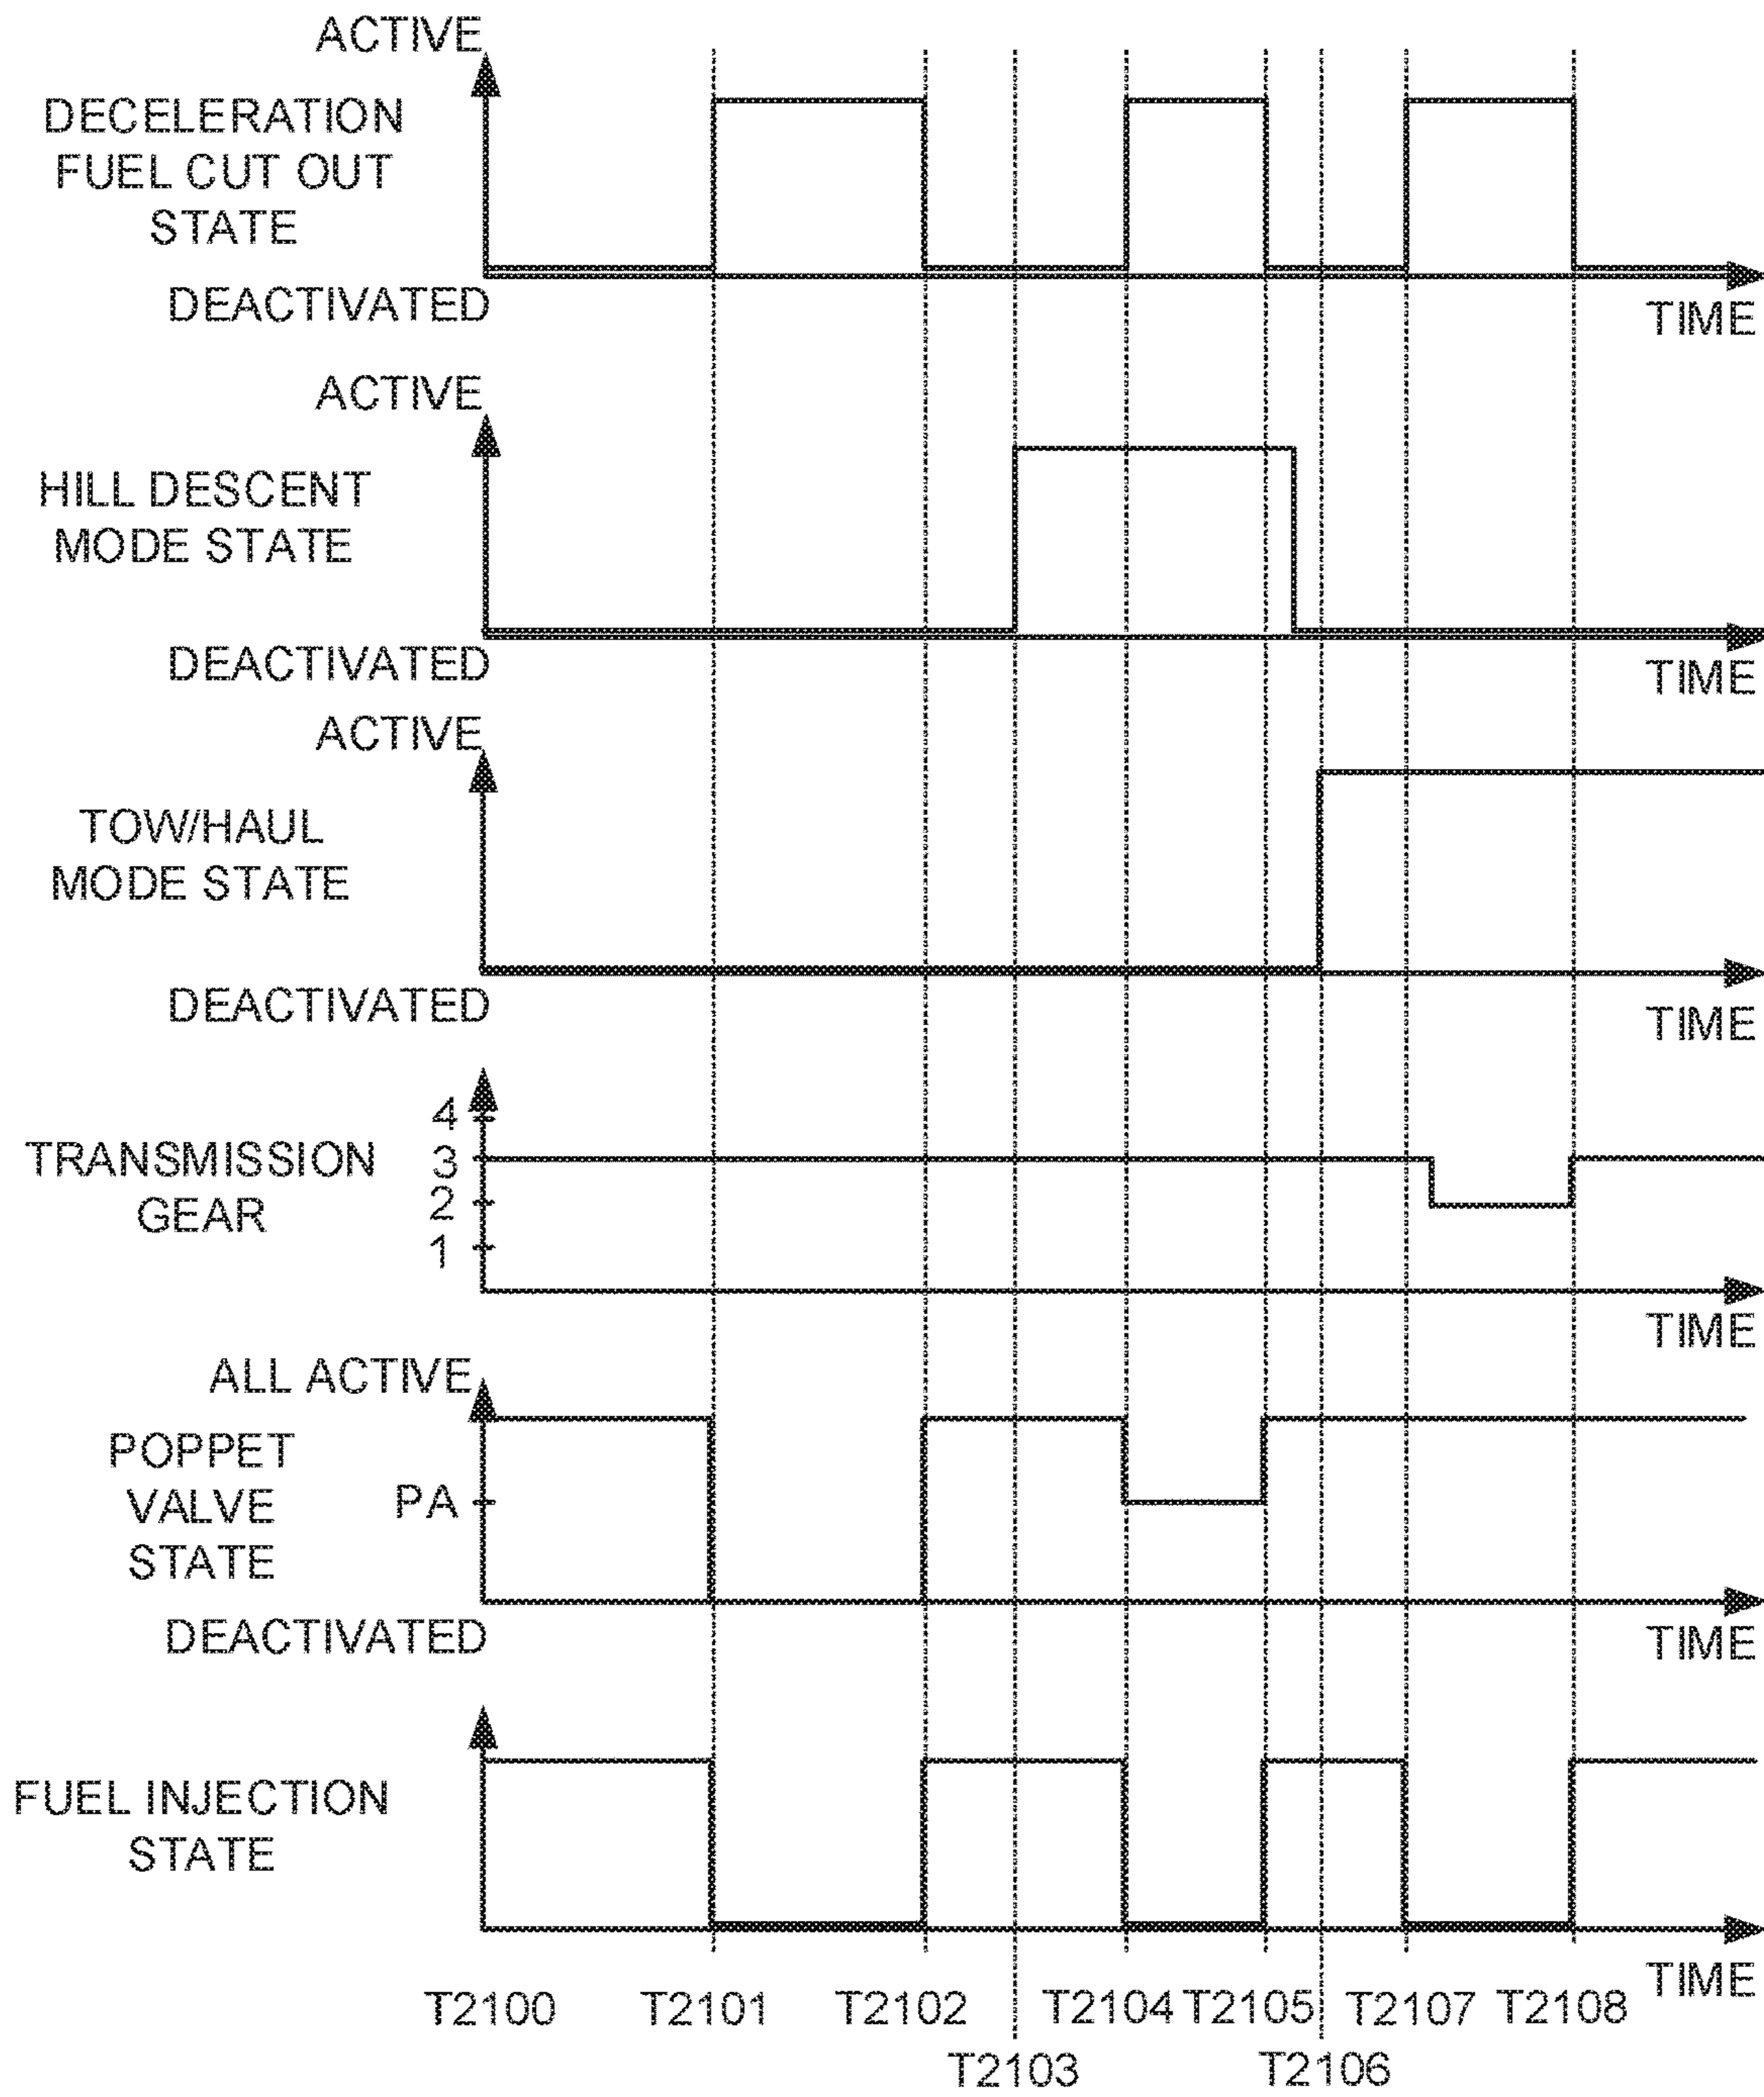 ACTIVE
DECELERATION
FUEL CUT OUT
STATE
DEACTIVATED
TIME
ACTIVE
HILL DESCENT
MODE STATE
DEACTIVATED
TIME
ACTIVE
TOW/HAUL
MODE STATE
DEACTIVATED
TIME
4
TRANSMISSION 3
GEAR 2
1
TIME
ALL ACTIVE
POPPET
VALVE PA
STATE
DEACTIVATED
TIME
FUEL INJECTION
STATE
TIME
T2100 T2101 T2102 T2104 T2105 T2107 T2108
T2103 T2106